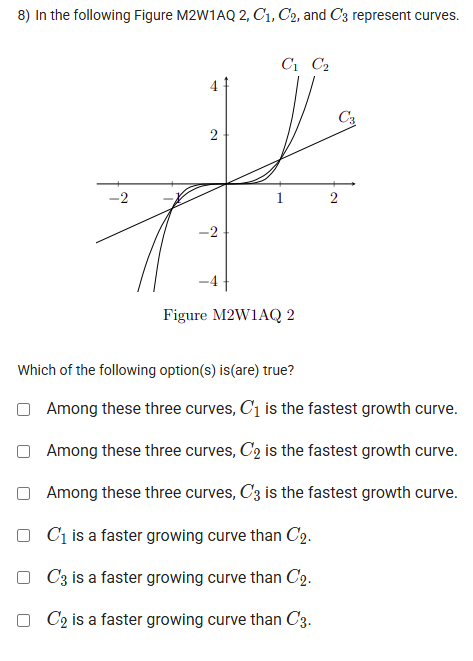 8) In the following Figure M2W1AQ 2, C₁, C₂, and C₃ represent curves.
C₁ C₂
4
C₃
2
−2 −1 1 2
−2
−4
Figure M2W1AQ 2
Which of the following option(s) is(are) true?
Among these three curves, C₁ is the fastest growth curve.
Among these three curves, C₂ is the fastest growth curve.
Among these three curves, C₃ is the fastest growth curve.
C₁ is a faster growing curve than C₂.
C₃ is a faster growing curve than C₂.
C₂ is a faster growing curve than C₃.